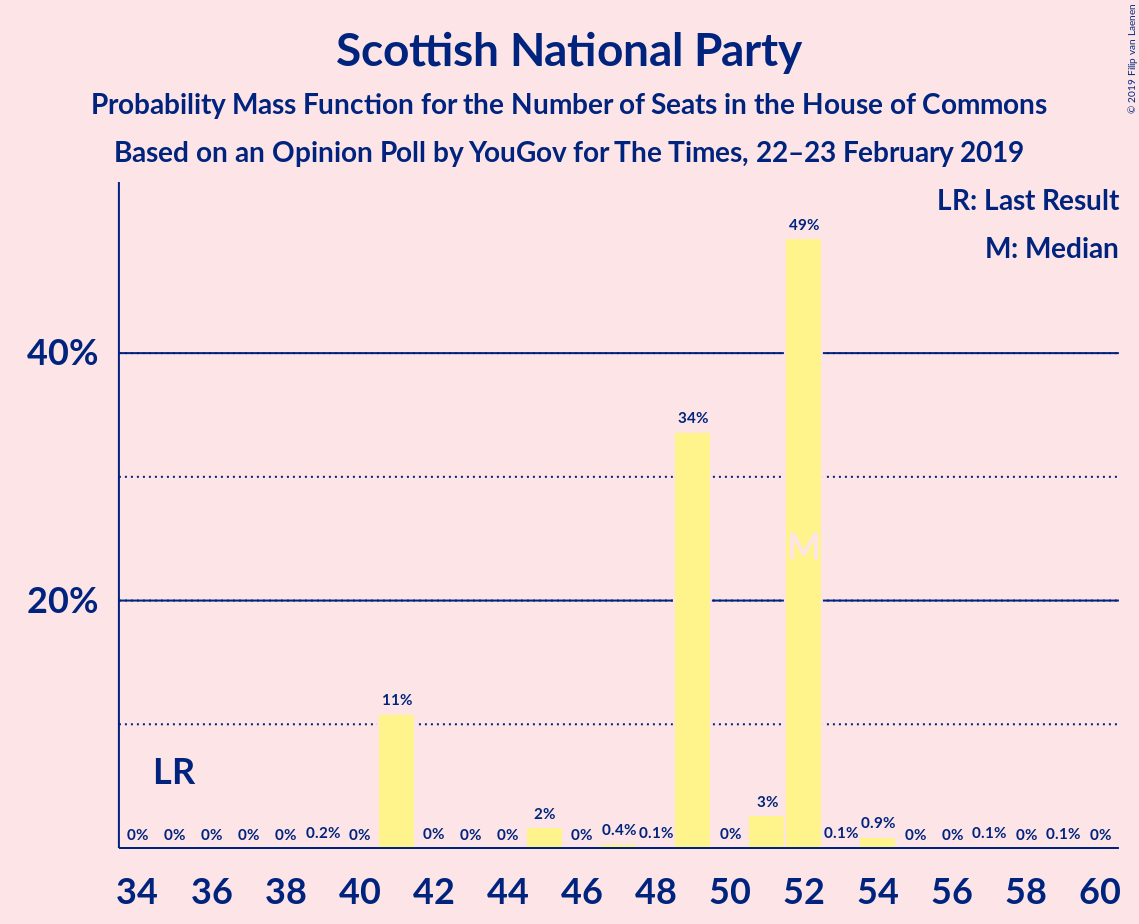 Scottish National Party
Probability Mass Function for the Number of Seats in the House of Commons
Based on an Opinion Poll by YouGov for The Times, 22–23 February 2019
© 2019 Filip van Laenen
LR: Last Result
M: Median
40%
20%
49%
34%
11%
3%
2%
0.9%
M
LR
0% 0% 0% 0% 0% 0.2% 0% 0% 0% 0% 0% 0.4% 0.1% 0% 0.1% 0% 0% 0.1% 0% 0.1% 0%
34 36 38 40 42 44 46 48 50 52 54 56 58 60